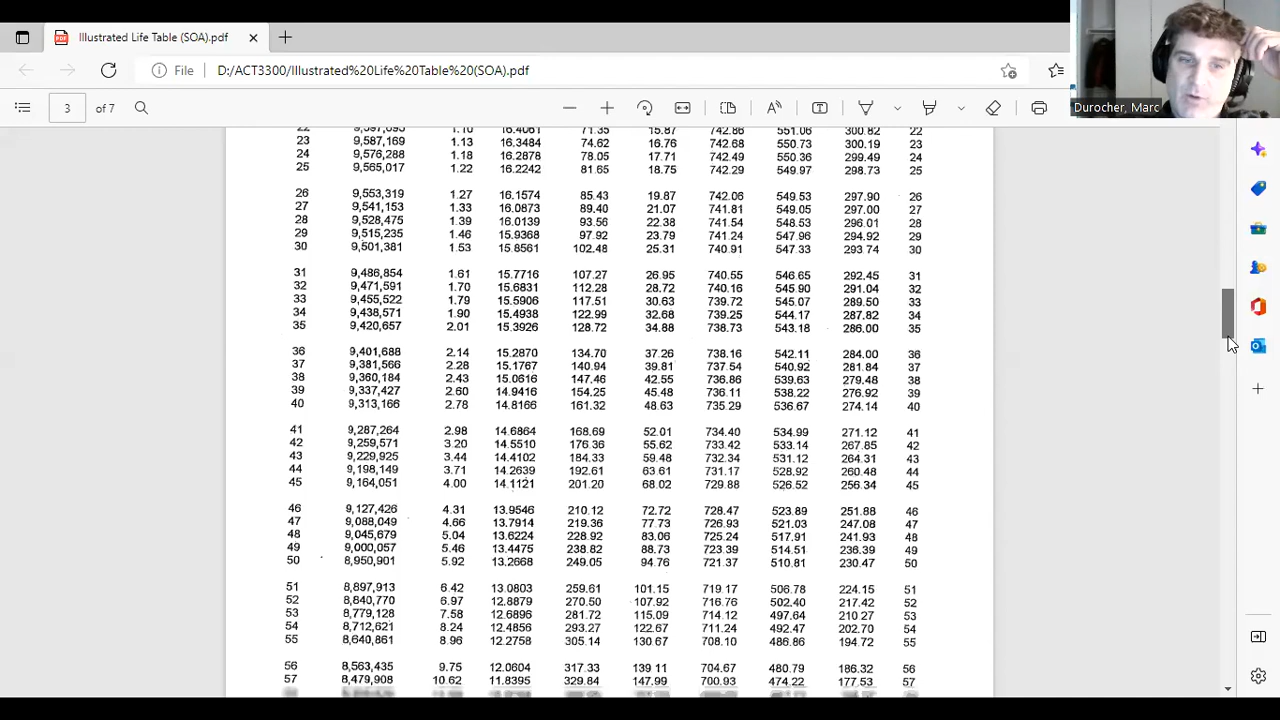 Illustrated Life Table (SOA).pdf
File D:/ACT3300/Illustrated%20Life%20Table%20(SOA).pdf
3 of 7
Durocher, Marc
22 9,597,695 1.10 16.4061 71.35 15.87 742.86 551.06 300.82 22
23 9,587,169 1.13 16.3484 74.62 16.76 742.68 550.73 300.19 23
24 9,576,288 1.18 16.2878 78.05 17.71 742.49 550.36 299.49 24
25 9,565,017 1.22 16.2242 81.65 18.75 742.29 549.97 298.73 25
26 9,553,319 1.27 16.1574 85.43 19.87 742.06 549.53 297.90 26
27 9,541,153 1.33 16.0873 89.40 21.07 741.81 549.05 297.00 27
28 9,528,475 1.39 16.0139 93.56 22.38 741.54 548.53 296.01 28
29 9,515,235 1.46 15.9368 97.92 23.79 741.24 547.96 294.92 29
30 9,501,381 1.53 15.8561 102.48 25.31 740.91 547.33 293.74 30
31 9,486,854 1.61 15.7716 107.27 26.95 740.55 546.65 292.45 31
32 9,471,591 1.70 15.6831 112.28 28.72 740.16 545.90 291.04 32
33 9,455,522 1.79 15.5906 117.51 30.63 739.72 545.07 289.50 33
34 9,438,571 1.90 15.4938 122.99 32.68 739.25 544.17 287.82 34
35 9,420,657 2.01 15.3926 128.72 34.88 738.73 543.18 286.00 35
36 9,401,688 2.14 15.2870 134.70 37.26 738.16 542.11 284.00 36
37 9,381,566 2.28 15.1767 140.94 39.81 737.54 540.92 281.84 37
38 9,360,184 2.43 15.0616 147.46 42.55 736.86 539.63 279.48 38
39 9,337,427 2.60 14.9416 154.25 45.48 736.11 538.22 276.92 39
40 9,313,166 2.78 14.8166 161.32 48.63 735.29 536.67 274.14 40
41 9,287,264 2.98 14.6864 168.69 52.01 734.40 534.99 271.12 41
42 9,259,571 3.20 14.5510 176.36 55.62 733.42 533.14 267.85 42
43 9,229,925 3.44 14.4102 184.33 59.48 732.34 531.12 264.31 43
44 9,198,149 3.71 14.2639 192.61 63.61 731.17 528.92 260.48 44
45 9,164,051 4.00 14.1121 201.20 68.02 729.88 526.52 256.34 45
46 9,127,426 4.31 13.9546 210.12 72.72 728.47 523.89 251.88 46
47 9,088,049 4.66 13.7914 219.36 77.73 726.93 521.03 247.08 47
48 9,045,679 5.04 13.6224 228.92 83.06 725.24 517.91 241.93 48
49 9,000,057 5.46 13.4475 238.82 88.73 723.39 514.51 236.39 49
50 8,950,901 5.92 13.2668 249.05 94.76 721.37 510.81 230.47 50
51 8,897,913 6.42 13.0803 259.61 101.15 719.17 506.78 224.15 51
52 8,840,770 6.97 12.8879 270.50 107.92 716.76 502.40 217.42 52
53 8,779,128 7.58 12.6896 281.72 115.09 714.12 497.64 210.27 53
54 8,712,621 8.24 12.4856 293.27 122.67 711.24 492.47 202.70 54
55 8,640,861 8.96 12.2758 305.14 130.67 708.10 486.86 194.72 55
56 8,563,435 9.75 12.0604 317.33 139.11 704.67 480.79 186.32 56
57 8,479,908 10.62 11.8395 329.84 147.99 700.93 474.22 177.53 57